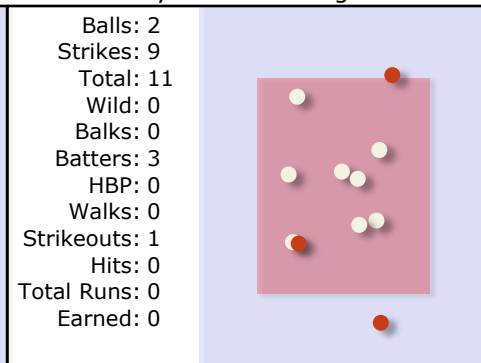 Balls: 2
Strikes: 9
Total: 11
Wild: 0
Balks: 0
Batters: 3
HBP: 0
Walks: 0
Strikeouts: 1
Hits: 0
Total Runs: 0
Earned: 0